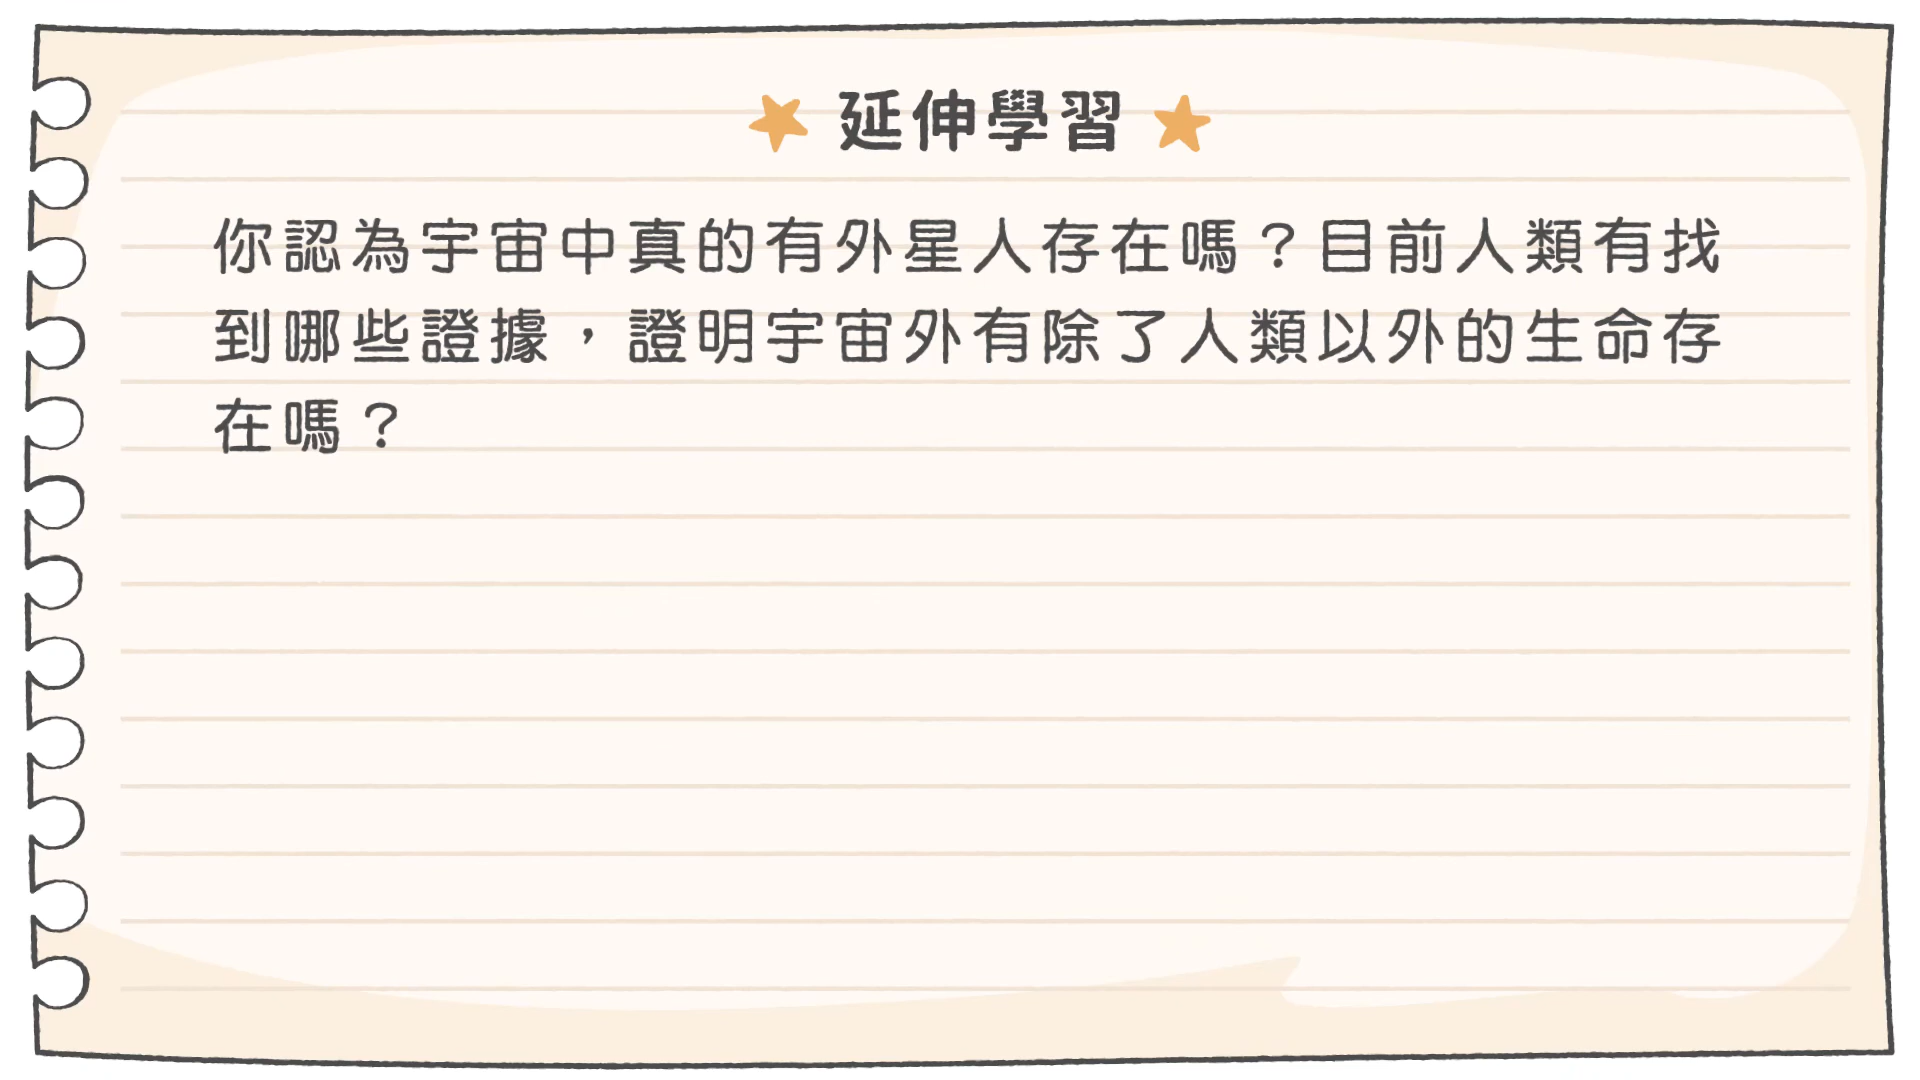 延伸學習
你認為宇宙中真的有外星人存在嗎？目前人類有找
到哪些證據，證明宇宙外有除了人類以外的生命存
在嗎？